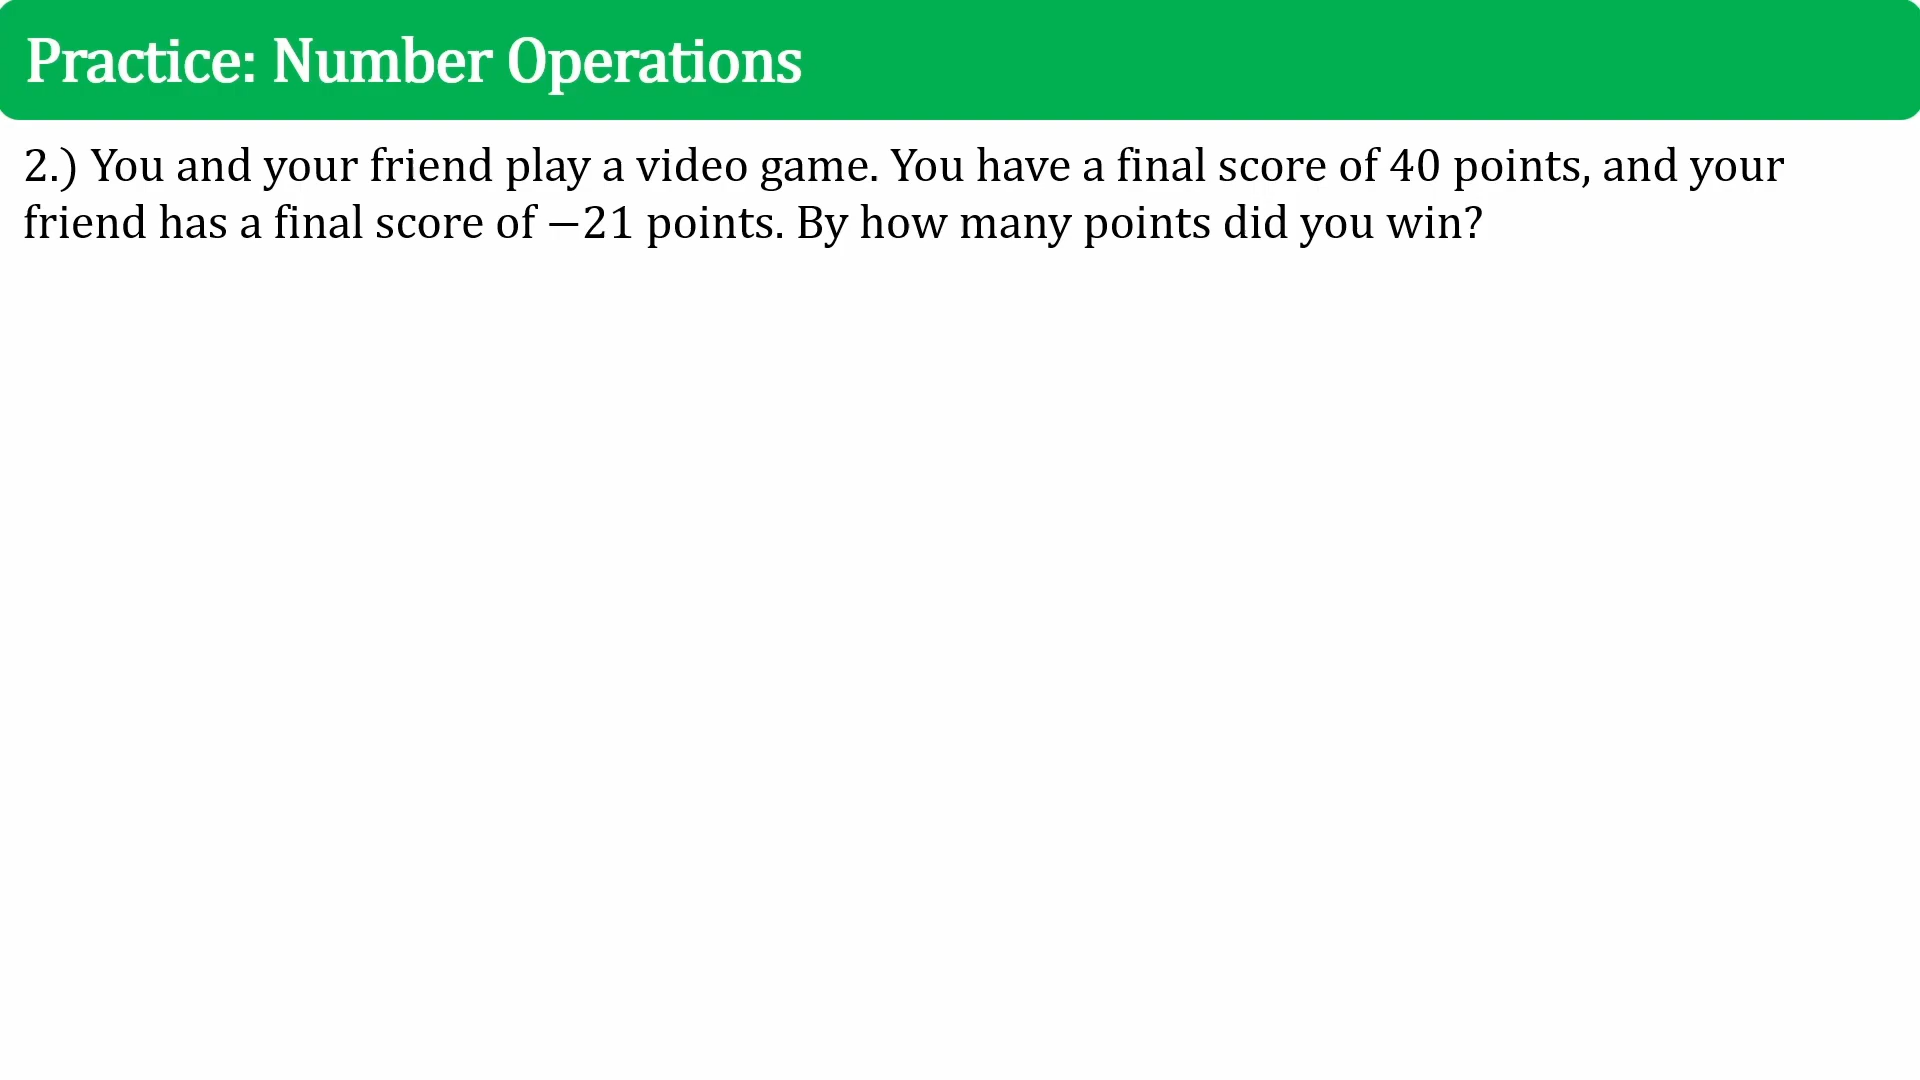 Practice: Number Operations
2.) You and your friend play a video game. You have a final score of 40 points, and your
friend has a final score of −21 points. By how many points did you win?